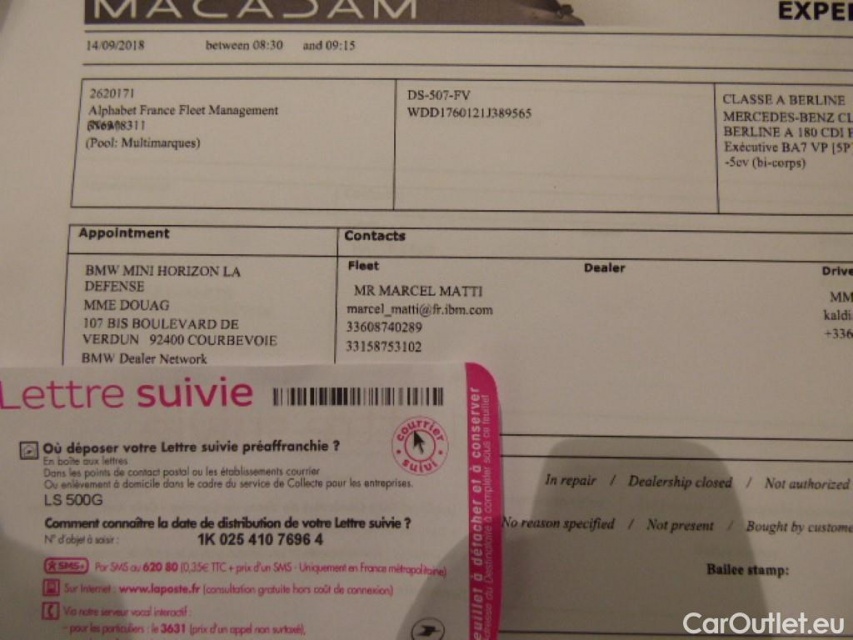 MACADAM
EXPE
14/09/2018 between 08:30 and 09:15
2620171
Alphabet France Fleet Management
(Pool: Multimarques)
DS-507-FV
WDD1760121J389565
CLASSE A BERLINE
MERCEDES-BENZ CL
BERLINE A 180 CDI
Exécutive BA7 VP [5P
-5cv (bi-corps)
Appointment
Contacts
BMW MINI HORIZON LA
DEFENSE
MME DOUAG
107 BIS BOULEVARD DE
VERDUN 92400 COURBEVOIE
BMW Dealer Network
Fleet
MR MARCEL MATTI
marcel_matti@fr.ibm.com
33608740289
33158753102
Dealer
Drive
MM
kaldi
+336
Lettre suivie
courrier suivi
Où déposer votre Lettre suivie préaffranchie ?
En boîte aux lettres
Dans les points de contact postal ou les établissements courrier
Ou enlèvement à domicile dans le cadre du service de Collecte pour les entreprises.
LS 500G
Comment connaître la date de distribution de votre Lettre suivie ?
N° d'objet à saisir : 1K 025 410 7696 4
SMS+ Par SMS au 620 80 (0,35€ TTC + prix d'un SMS - Uniquement en France métropolitaine)
Sur Internet : www.laposte.fr (consultation gratuite hors coût de connexion)
Via notre serveur vocal interactif :
- pour les particuliers : le 3631 (prix d'un appel non surtaxé),
feuillet à détacher et à conserver
du Destinataire à compléter sous ce feuillet
In repair / Dealership closed / Not authorized
No reason specified / Not present / Bought by custome
Bailee stamp:
CarOutlet.eu